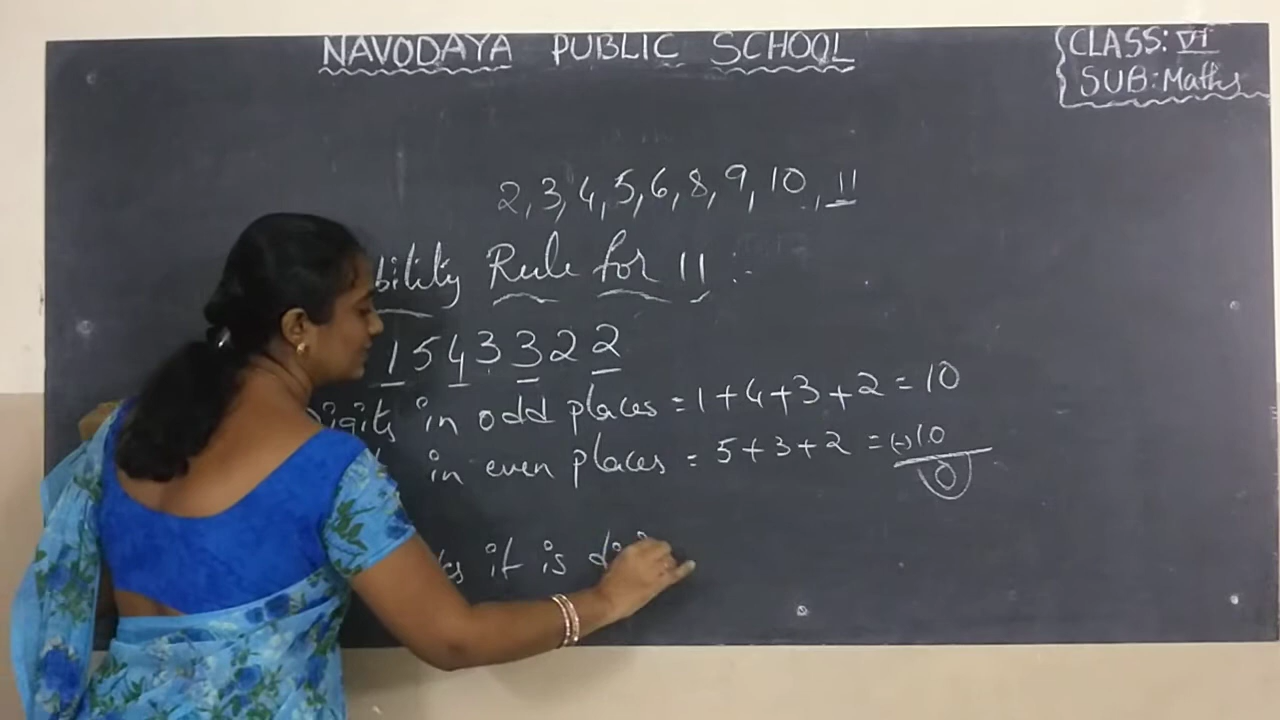 NAVODAYA PUBLIC SCHOOL
CLASS: VI
SUB: Maths
2, 3, 4, 5, 6, 8, 9, 10, 11
bility Rule for 11 :-
1543322
igits in odd places = 1+4+3+2 = 10
in even places = 5+3+2 = (-)10
0
it is di